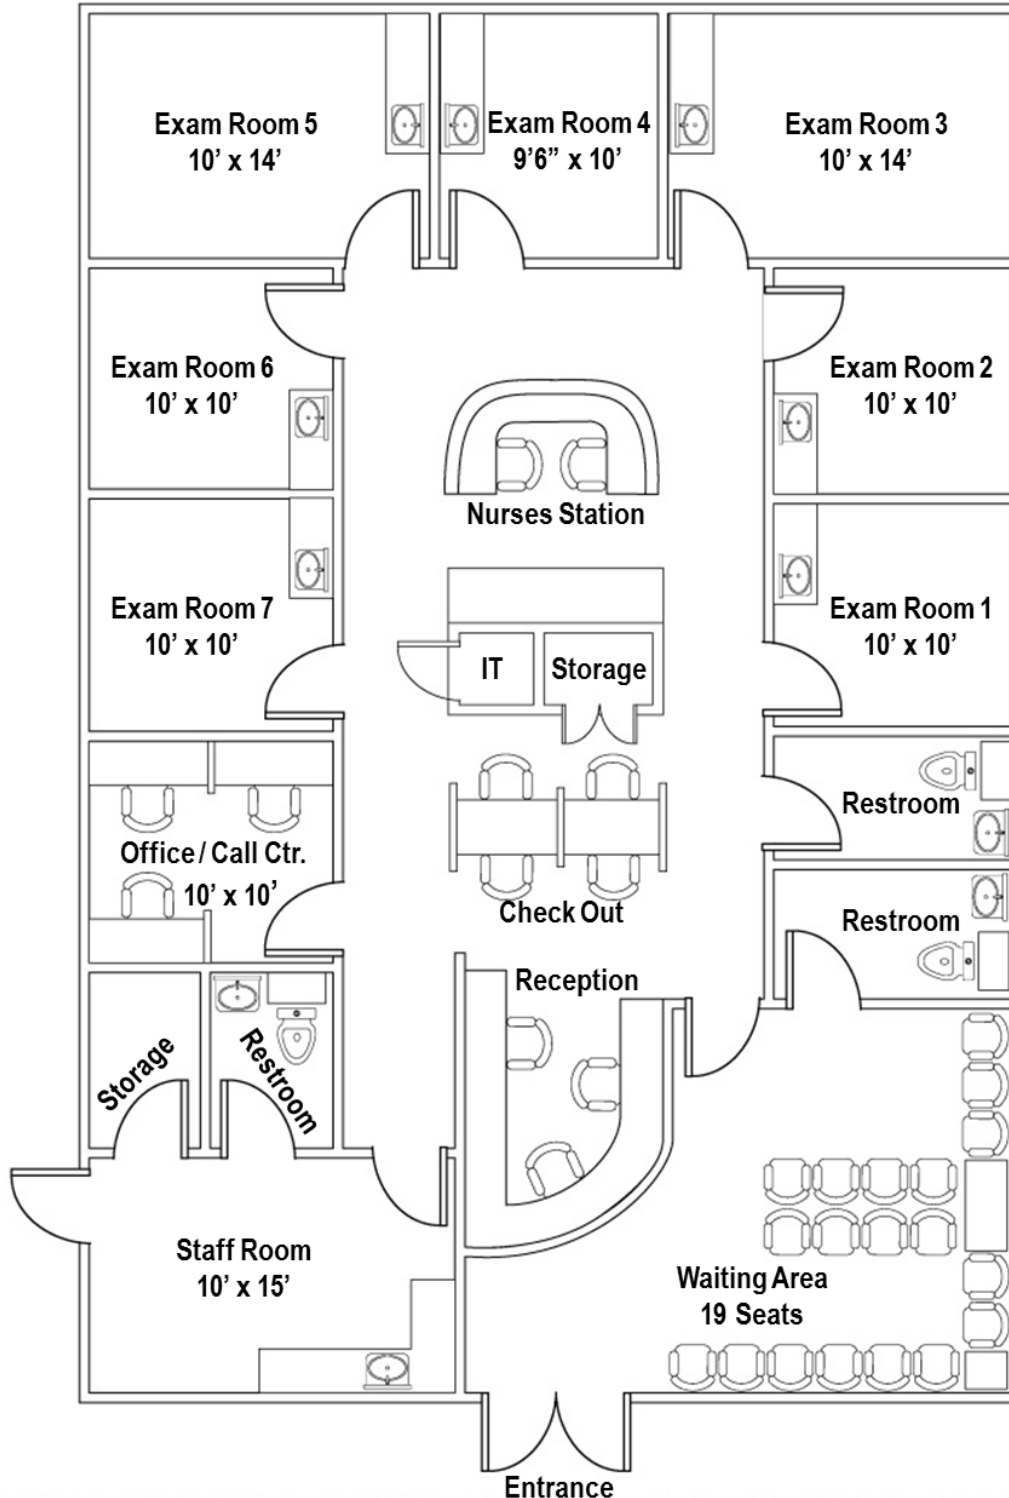 Exam Room 5
10’ x 14’
Exam Room 4
9’6” x 10’
Exam Room 3
10’ x 14’
Exam Room 6
10’ x 10’
Exam Room 2
10’ x 10’
Nurses Station
Exam Room 7
10’ x 10’
Exam Room 1
10’ x 10’
IT
Storage
Restroom
Office / Call Ctr.
10’ x 10’
Check Out
Restroom
Reception
Storage
Restroom
Staff Room
10’ x 15’
Waiting Area
19 Seats
Entrance